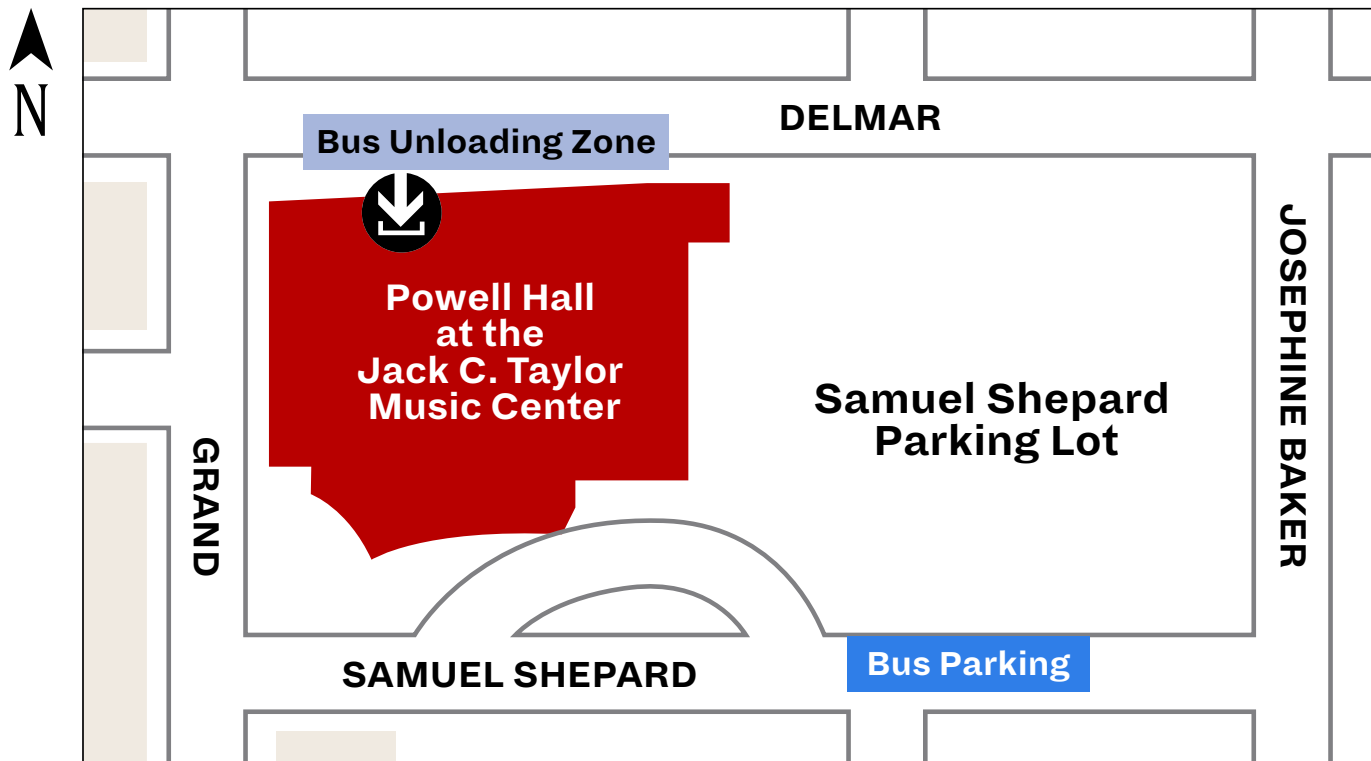 N
DELMAR
Bus Unloading Zone
JOSEPHINE BAKER
Powell Hall
at the
Jack C. Taylor
Music Center
Samuel Shepard
Parking Lot
GRAND
SAMUEL SHEPARD
Bus Parking